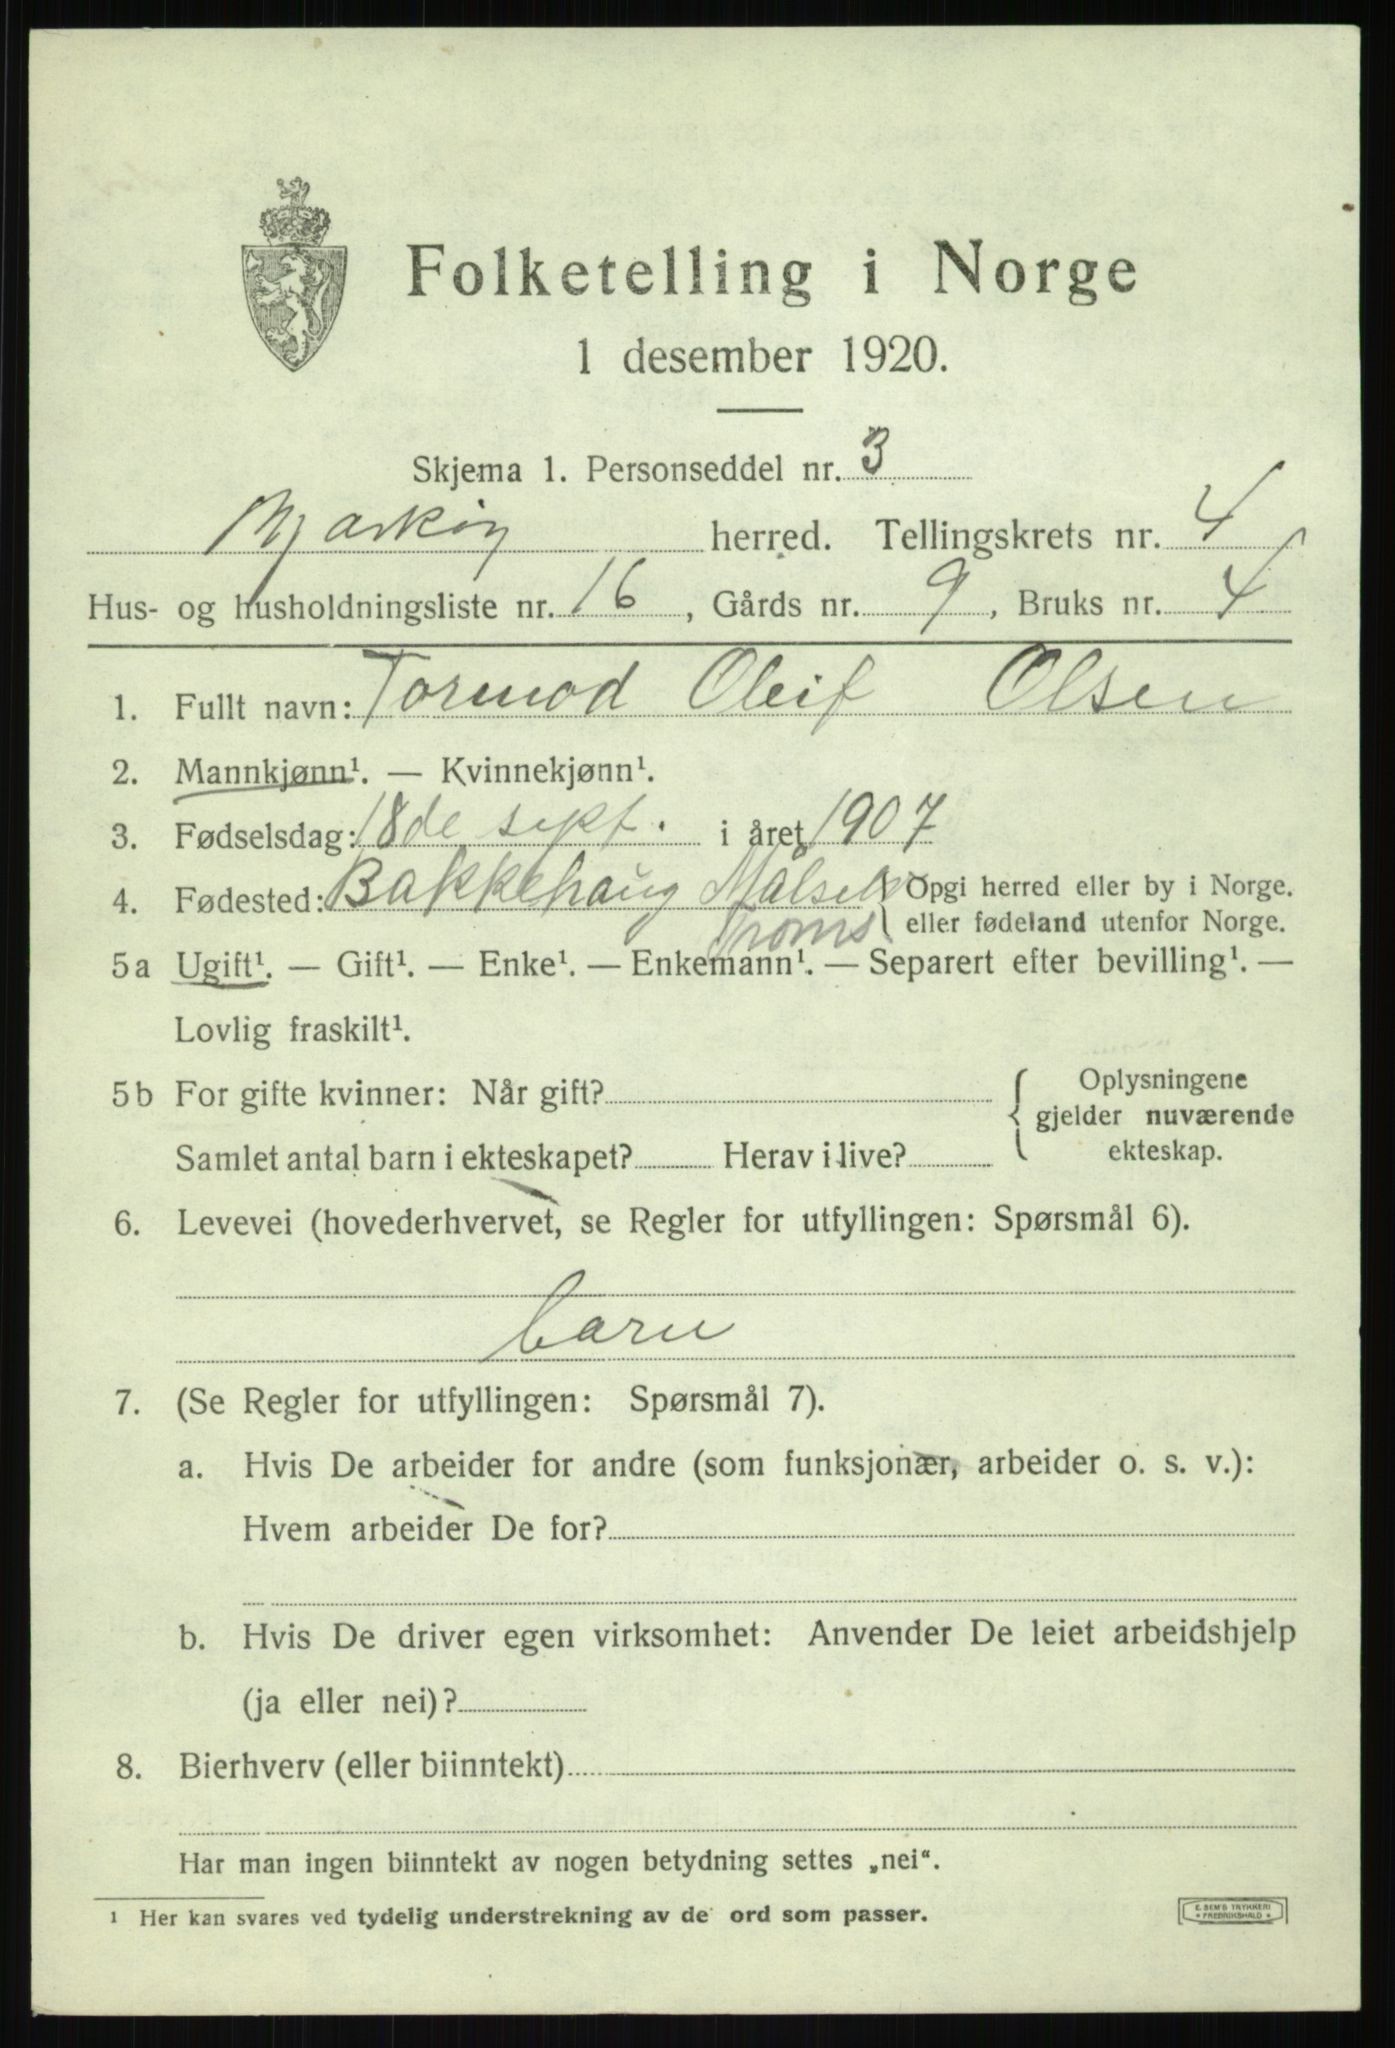 Folketelling i Norge
1 desember 1920.
Skjema 1. Personseddel nr. 3
Bjarkøy herred. Tellingskrets nr. 4
Hus- og husholdningsliste nr. 16, Gårds nr. 9, Bruks nr. 4
1. Fullt navn: Tormod Oleif Olsen
2. Mannkjønn¹. — Kvinnekjønn¹.
3. Fødselsdag: 18de sept. i året 1907
4. Fødested: Bakkehaug Målselv { Opgi herred eller by i Norge.
Troms eller fødeland utenfor Norge.
5a Ugift¹. — Gift¹. — Enke¹. — Enkemann¹. — Separert efter bevilling¹. —
Lovlig fraskilt¹.
5b For gifte kvinner: Når gift? { Oplysningene
gjelder nuværende
Samlet antal barn i ekteskapet? Herav i live? ekteskap.
6. Levevei (hovederhvervet, se Regler for utfyllingen: Spørsmål 6).
barn
7. (Se Regler for utfyllingen: Spørsmål 7).
a. Hvis De arbeider for andre (som funksjonær, arbeider o. s. v.):
Hvem arbeider De for?
b. Hvis De driver egen virksomhet: Anvender De leiet arbeidshjelp
(ja eller nei)?
8. Bierhverv (eller biinntekt)
Har man ingen biinntekt av nogen betydning settes „nei“.
1 Her kan svares ved tydelig understrekning av de ord som passer.
E. SEM'S TRYKKERI
* FREDRIKSHALD *